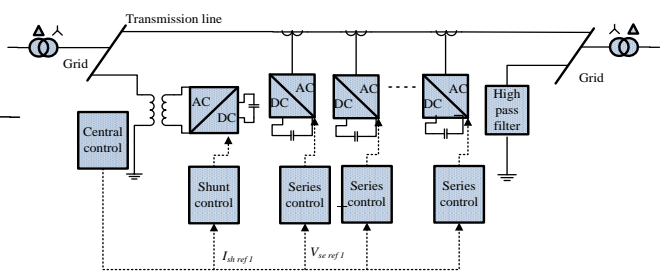 Transmission line
Grid
Grid
AC
DC
AC
DC
AC
DC
AC
DC
High
pass
filter
Central
control
Shunt
control
Series
control
Series
control
Series
control
I sh ref 1
V se ref 1